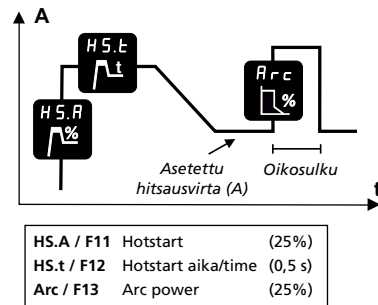 A
HS.t
t
HS.A
%
Arc
%
Asetettu
hitsausvirta (A)
Oikosulku
t
HS.A / F11 Hotstart (25%)
HS.t / F12 Hotstart aika/time (0,5 s)
Arc / F13 Arc power (25%)